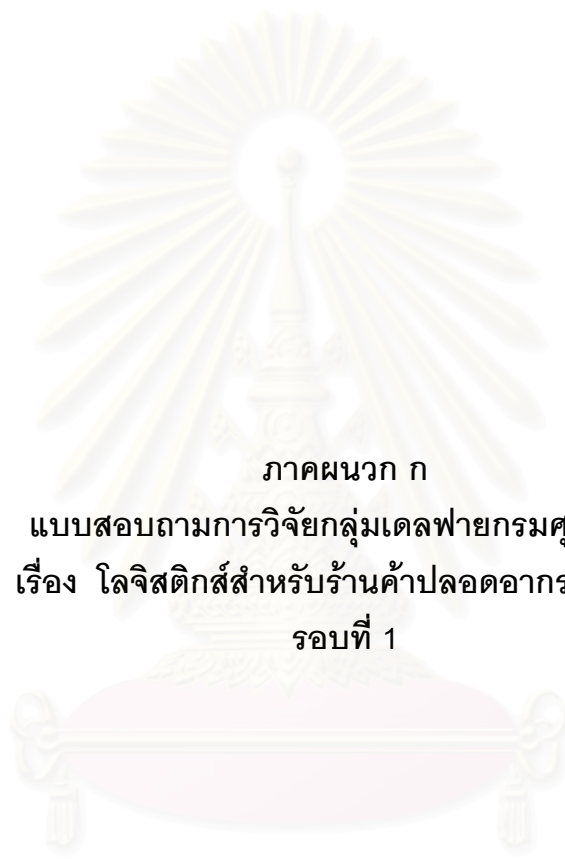 ภาคผนวก ก
แบบสอบถามการวิจัยกลุ่มเดลฟายกรมศุ
เรื่อง โลจิสติกส์สำหรับร้านค้าปลอดอากร
รอบที่ 1